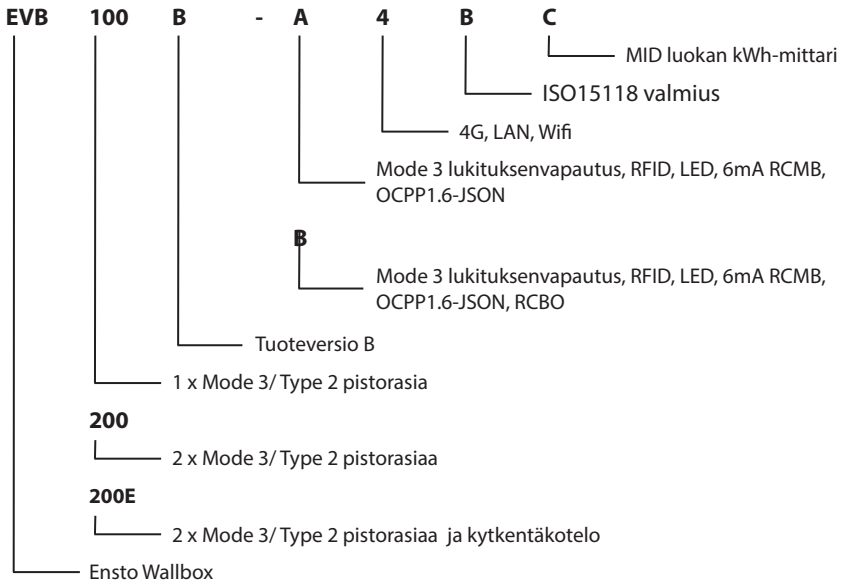 EVB 100 B - A 4 B C
MID luokan kWh-mittari
ISO15118 valmius
4G, LAN, Wifi
Mode 3 lukituksenvapautus, RFID, LED, 6mA RCMB,
OCPP1.6-JSON
B
Mode 3 lukituksenvapautus, RFID, LED, 6mA RCMB,
OCPP1.6-JSON, RCBO
Tuoteversio B
1 x Mode 3/ Type 2 pistorasia
200
2 x Mode 3/ Type 2 pistorasiaa
200E
2 x Mode 3/ Type 2 pistorasiaa ja kytkentäkotelo
Ensto Wallbox